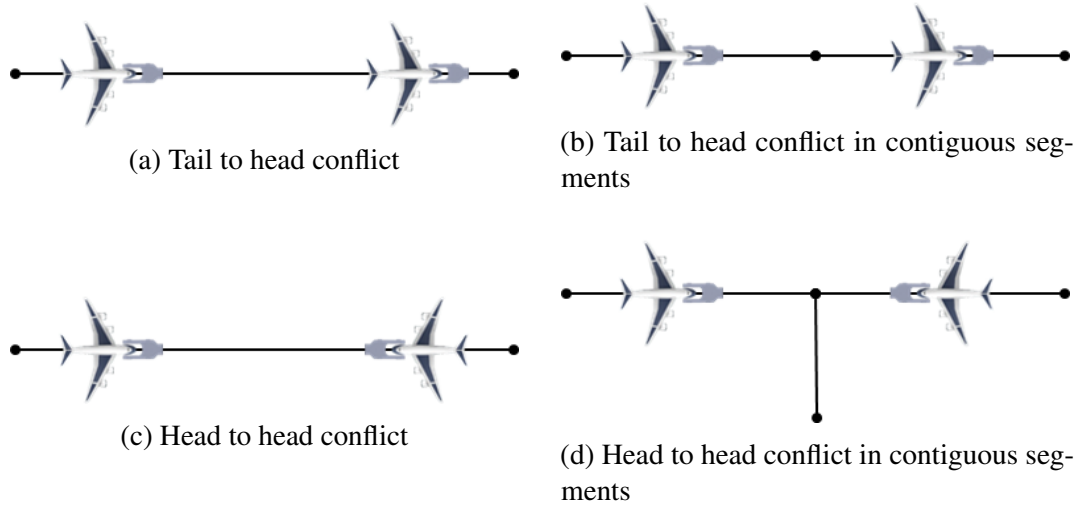 (a) Tail to head conflict
(b) Tail to head conflict in contiguous seg-
ments
(c) Head to head conflict
(d) Head to head conflict in contiguous seg-
ments